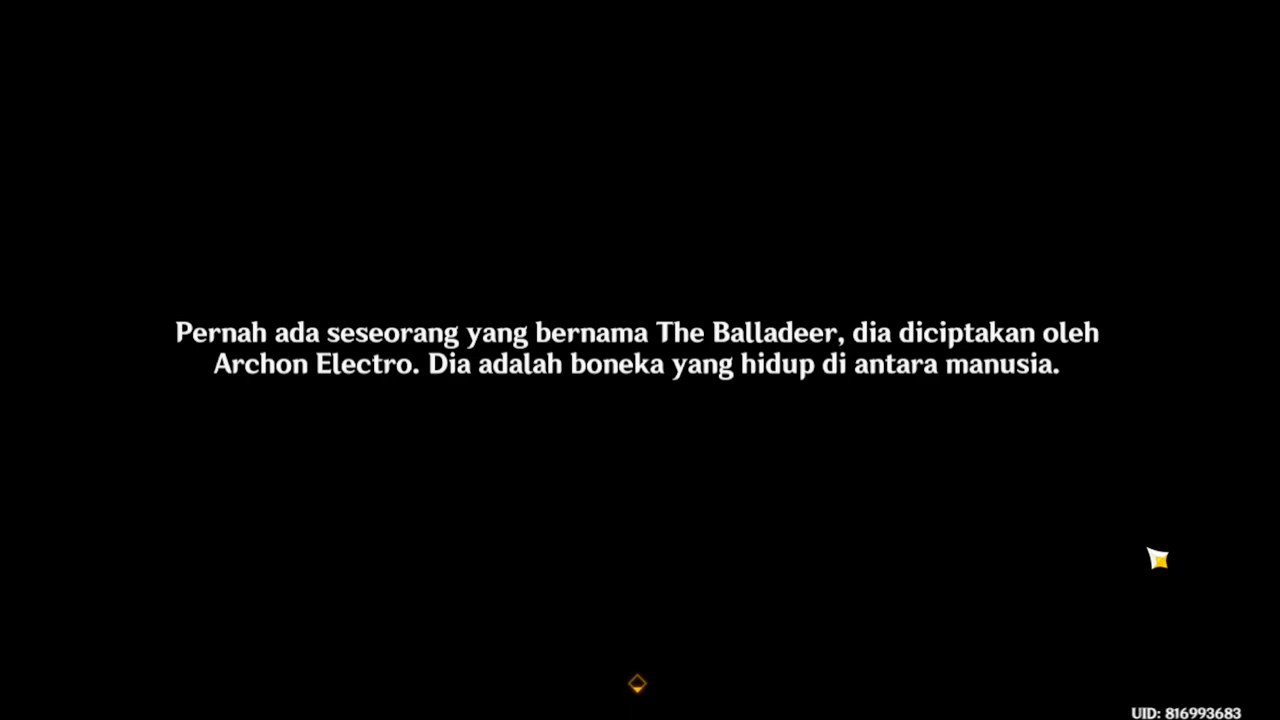 Pernah ada seseorang yang bernama The Balladeer, dia diciptakan oleh
Archon Electro. Dia adalah boneka yang hidup di antara manusia.
UID: 816993683